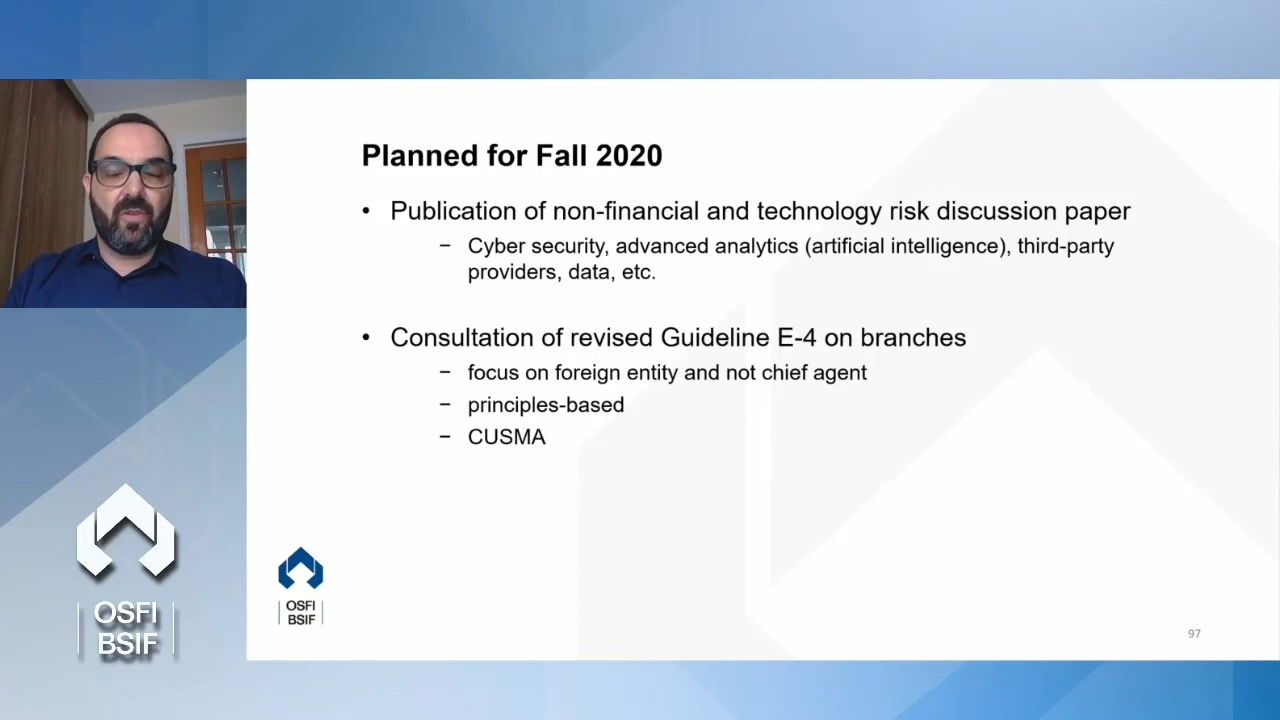 Planned for Fall 2020
• Publication of non-financial and technology risk discussion paper
− Cyber security, advanced analytics (artificial intelligence), third-party
providers, data, etc.
• Consultation of revised Guideline E-4 on branches
− focus on foreign entity and not chief agent
− principles-based
− CUSMA
OSFI
BSIF
OSFI
BSIF
97